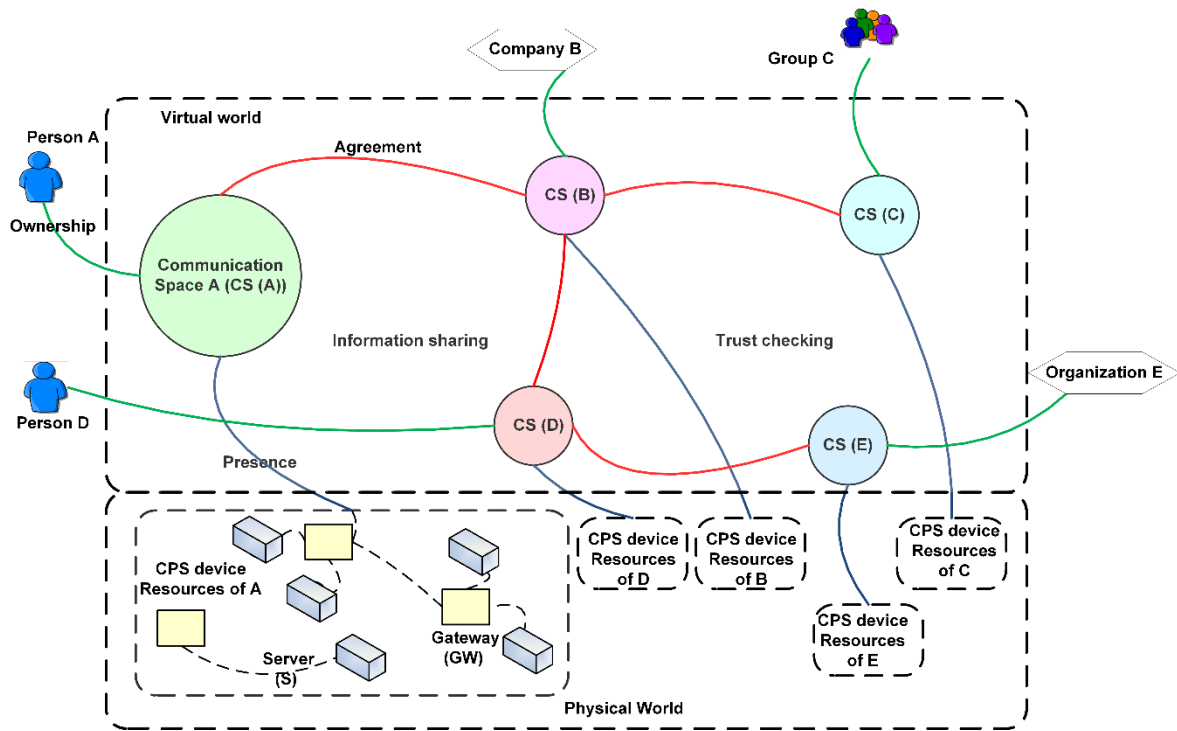 Company B
Group C
Virtual world
Person A
Agreement
Ownership
CS (B)
CS (C)
Communication
Space A (CS (A))
Information sharing
Trust checking
Organization E
Person D
CS (D)
CS (E)
Presence
CPS device
Resources of A
CPS device
Resources
of D
CPS device
Resources
of B
CPS device
Resources
of C
CPS device
Resources
of E
Gateway
(GW)
Server
(S)
Physical World